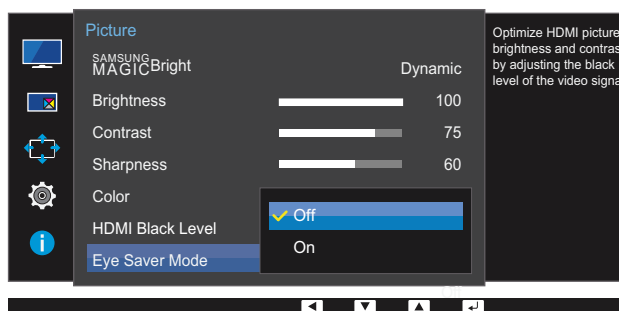 Picture
SAMSUNG
MAGICBright Dynamic
Brightness 100
Contrast 75
Sharpness 60
Color
HDMI Black Level
Eye Saver Mode
Off
On
Off
Optimize HDMI picture
brightness and contras
by adjusting the black
level of the video signa